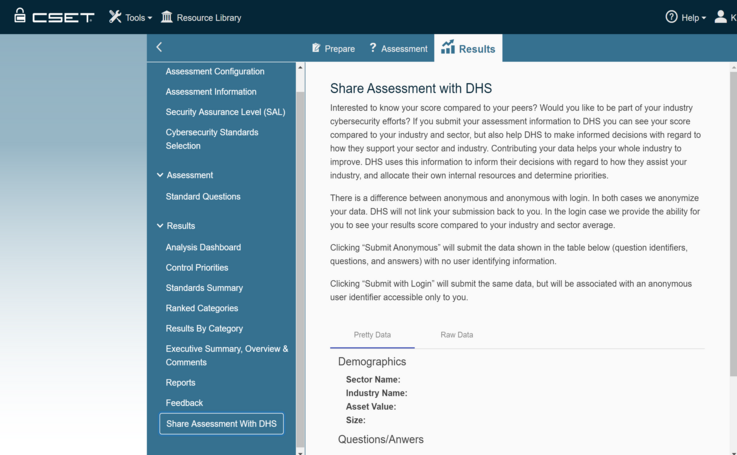 CSET Tools Resource Library Help K
Prepare ? Assessment Results
Assessment Configuration
Assessment Information
Security Assurance Level (SAL)
Cybersecurity Standards
Selection
Assessment
Standard Questions
Results
Analysis Dashboard
Control Priorities
Standards Summary
Ranked Categories
Results By Category
Executive Summary, Overview &
Comments
Reports
Feedback
Share Assessment With DHS
Share Assessment with DHS
Interested to know your score compared to your peers? Would you like to be part of your industry
cybersecurity efforts? If you submit your assessment information to DHS you can see your score
compared to your industry and sector, but also help DHS to make informed decisions with regard to
how they support your sector and industry. Contributing your data helps your whole industry to
improve. DHS uses this information to inform their decisions with regard to how they assist your
industry, and allocate their own internal resources and determine priorities.
There is a difference between anonymous and anonymous with login. In both cases we anonymize
your data. DHS will not link your submission back to you. In the login case we provide the ability for
you to see your results score compared to your industry and sector average.
Clicking "Submit Anonymous" will submit the data shown in the table below (question identifiers,
questions, and answers) with no user identifying information.
Clicking "Submit with Login" will submit the same data, but will be associated with an anonymous
user identifier accessible only to you.
Pretty Data Raw Data
Demographics
Sector Name:
Industry Name:
Asset Value:
Size:
Questions/Anwers